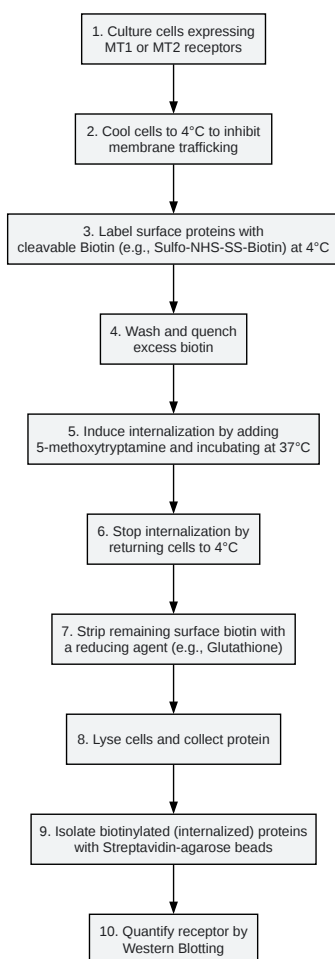 1. Culture cells expressing
MT1 or MT2 receptors
2. Cool cells to 4°C to inhibit
membrane trafficking
3. Label surface proteins with
cleavable Biotin (e.g., Sulfo-NHS-SS-Biotin) at 4°C
4. Wash and quench
excess biotin
5. Induce internalization by adding
5-methoxytryptamine and incubating at 37°C
6. Stop internalization by
returning cells to 4°C
7. Strip remaining surface biotin with
a reducing agent (e.g., Glutathione)
8. Lyse cells and collect protein
9. Isolate biotinylated (internalized) proteins
with Streptavidin-agarose beads
10. Quantify receptor by
Western Blotting